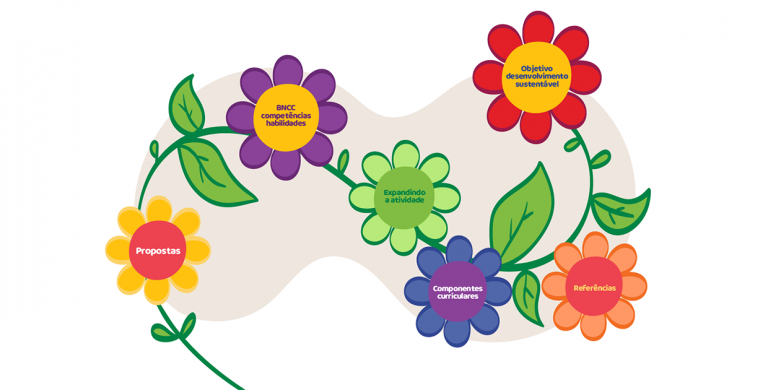 Propostas
BNCC
competências
habilidades
Expandindo
a atividade
Componentes
curriculares
Objetivo
desenvolvimento
sustentável
Referências